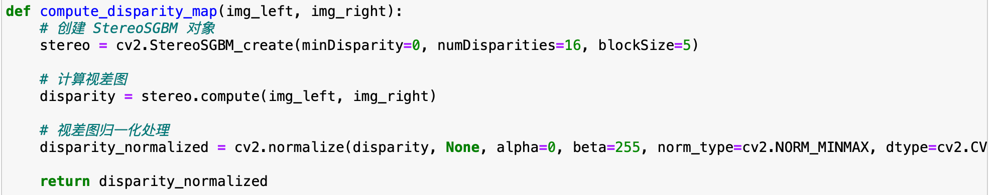 def compute_disparity_map(img_left, img_right):
    # 创建 StereoSGBM 对象
    stereo = cv2.StereoSGBM_create(minDisparity=0, numDisparities=16, blockSize=5)
    # 计算视差图
    disparity = stereo.compute(img_left, img_right)
    # 视差图归一化处理
    disparity_normalized = cv2.normalize(disparity, None, alpha=0, beta=255, norm_type=cv2.NORM_MINMAX, dtype=cv2.CV
    return disparity_normalized